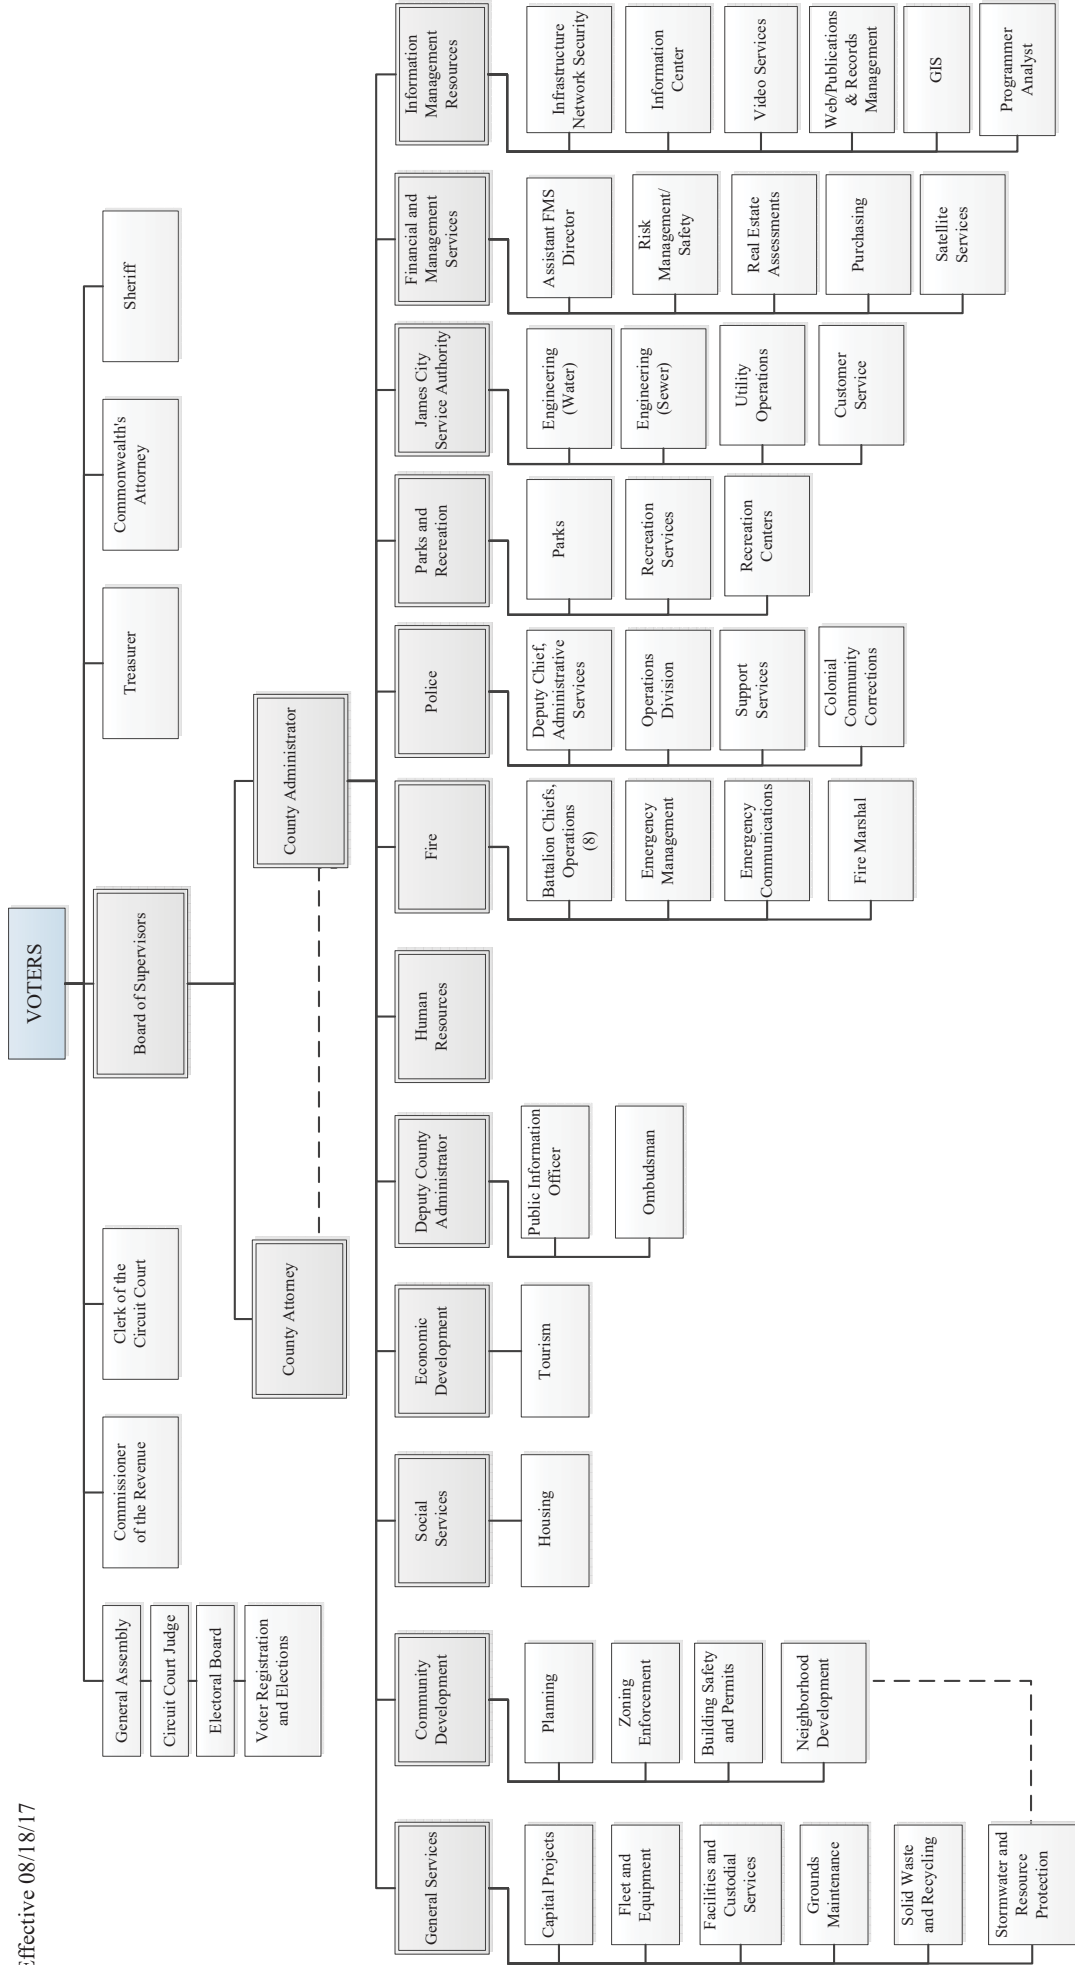 Effective 08/18/17
VOTERS
General Assembly
Circuit Court Judge
Electoral Board
Voter Registration
and Elections
Commissioner
of the Revenue
Clerk of the
Circuit Court
Board of Supervisors
Treasurer
Commonwealth's
Attorney
Sheriff
County Attorney
County Administrator
General Services
Capital Projects
Fleet and
Equipment
Facilities and
Custodial
Services
Grounds
Maintenance
Solid Waste
and Recycling
Stormwater and
Resource
Protection
Community
Development
Planning
Zoning
Enforcement
Building Safety
and Permits
Neighborhood
Development
Social
Services
Housing
Economic
Development
Tourism
Deputy County
Administrator
Public Information
Officer
Ombudsman
Human
Resources
Fire
Battalion Chiefs,
Operations
(8)
Emergency
Management
Emergency
Communications
Fire Marshal
Police
Deputy Chief,
Administrative
Services
Operations
Division
Support
Services
Colonial
Community
Corrections
Parks and
Recreation
Parks
Recreation
Services
Recreation
Centers
James City
Service Authority
Engineering
(Water)
Engineering
(Sewer)
Utility
Operations
Customer
Service
Financial and
Management
Services
Assistant FMS
Director
Risk
Management/
Safety
Real Estate
Assessments
Purchasing
Satellite
Services
Information
Management
Resources
Infrastructure
Network Security
Information
Center
Video Services
Web/Publications
& Records
Management
GIS
Programmer
Analyst